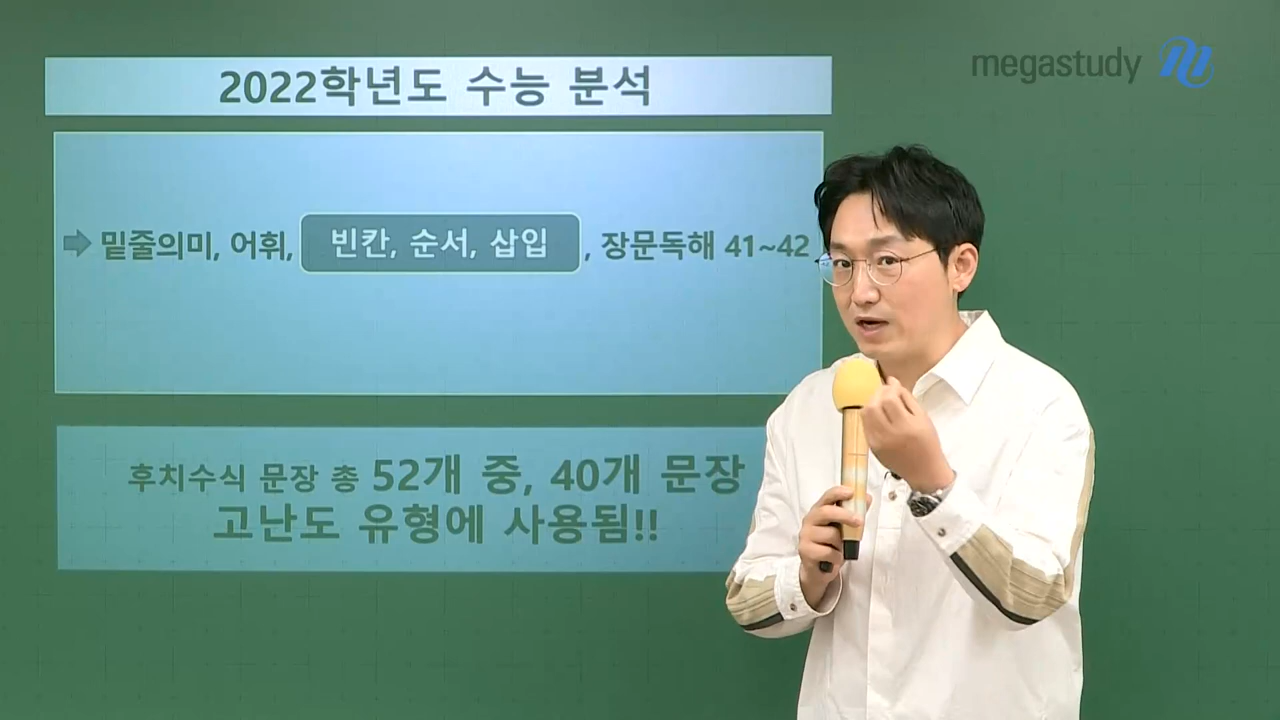 megastudy
2022학년도 수능 분석
밑줄의미, 어휘, 빈칸, 순서, 삽입, 장문독해 41~42
후치수식 문장 총 52개 중, 40개 문장
고난도 유형에 사용됨!!